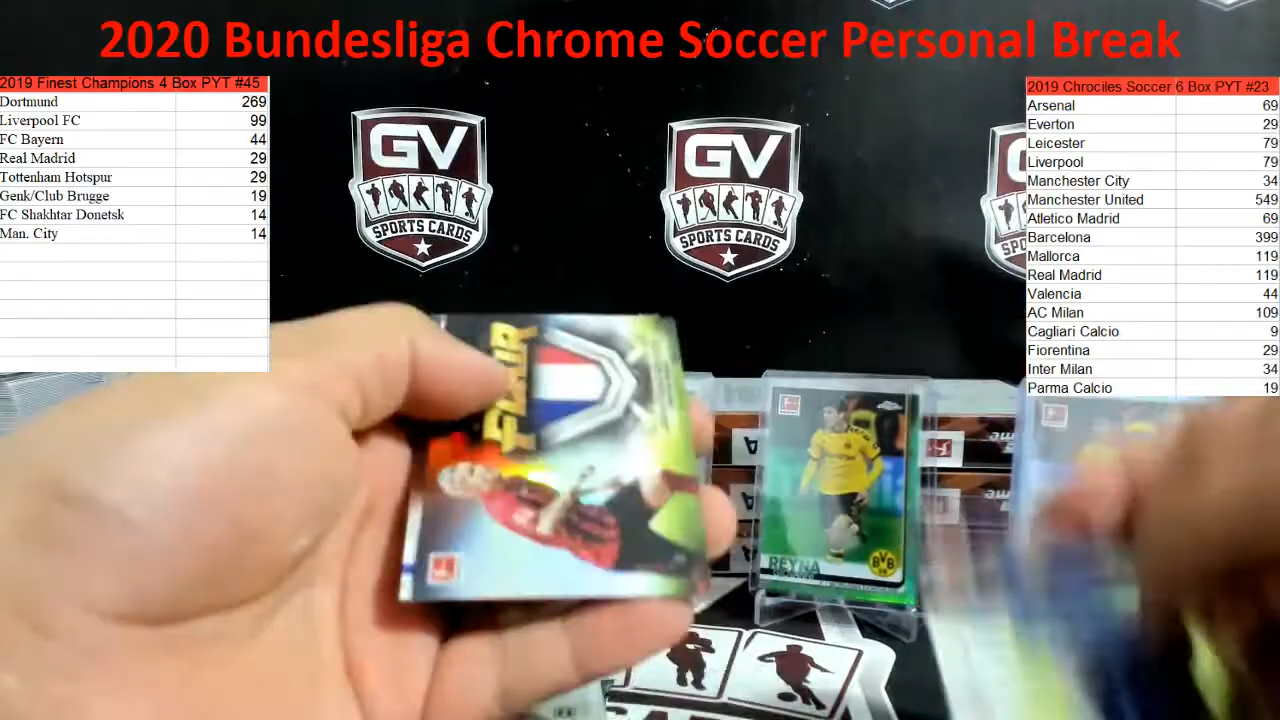 2020 Bundesliga Chrome Soccer Personal Break
2019 Finest Champions 4 Box PYT #45
Dortmund 269
Liverpool FC 99
FC Bayern 44
Real Madrid 29
Tottenham Hotspur 29
Genk/Club Brugge 19
FC Shakhtar Donetsk 14
Man. City 14
2019 Chrociles Soccer 6 Box PYT #23
Arsenal 69
Everton 29
Leicester 79
Liverpool 79
Manchester City 34
Manchester United 549
Atletico Madrid 69
Barcelona 399
Mallorca 119
Real Madrid 119
Valencia 44
AC Milan 109
Cagliari Calcio 9
Fiorentina 29
Inter Milan 34
Parma Calcio 19
GV
SPORTS CARDS
GV
SPORTS CARDS
FLAIR
REYNA
BVB
09